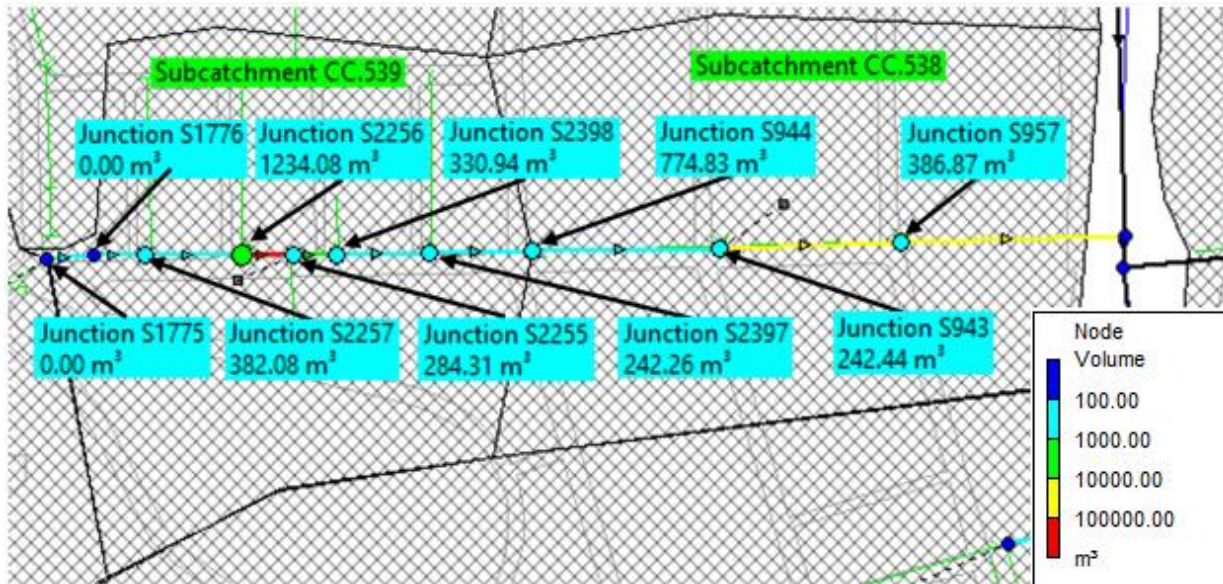 Subcatchment CC.539
Subcatchment CC.538
Junction S1776
0.00 m³
Junction S2256
1234.08 m³
Junction S2398
330.94 m³
Junction S944
774.83 m³
Junction S957
386.87 m³
Junction S1775
0.00 m³
Junction S2257
382.08 m³
Junction S2255
284.31 m³
Junction S2397
242.26 m³
Junction S943
242.44 m³
Node
Volume
100.00
1000.00
10000.00
100000.00
m³